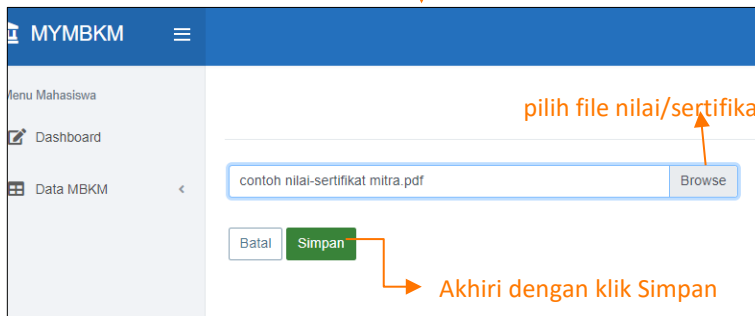 MYMBKM
Menu Mahasiswa
pilih file nilai/sertifika
Dashboard
contoh nilai-sertifikat mitra.pdf
Browse
Data MBKM
Batal
Simpan
Akhiri dengan klik Simpan